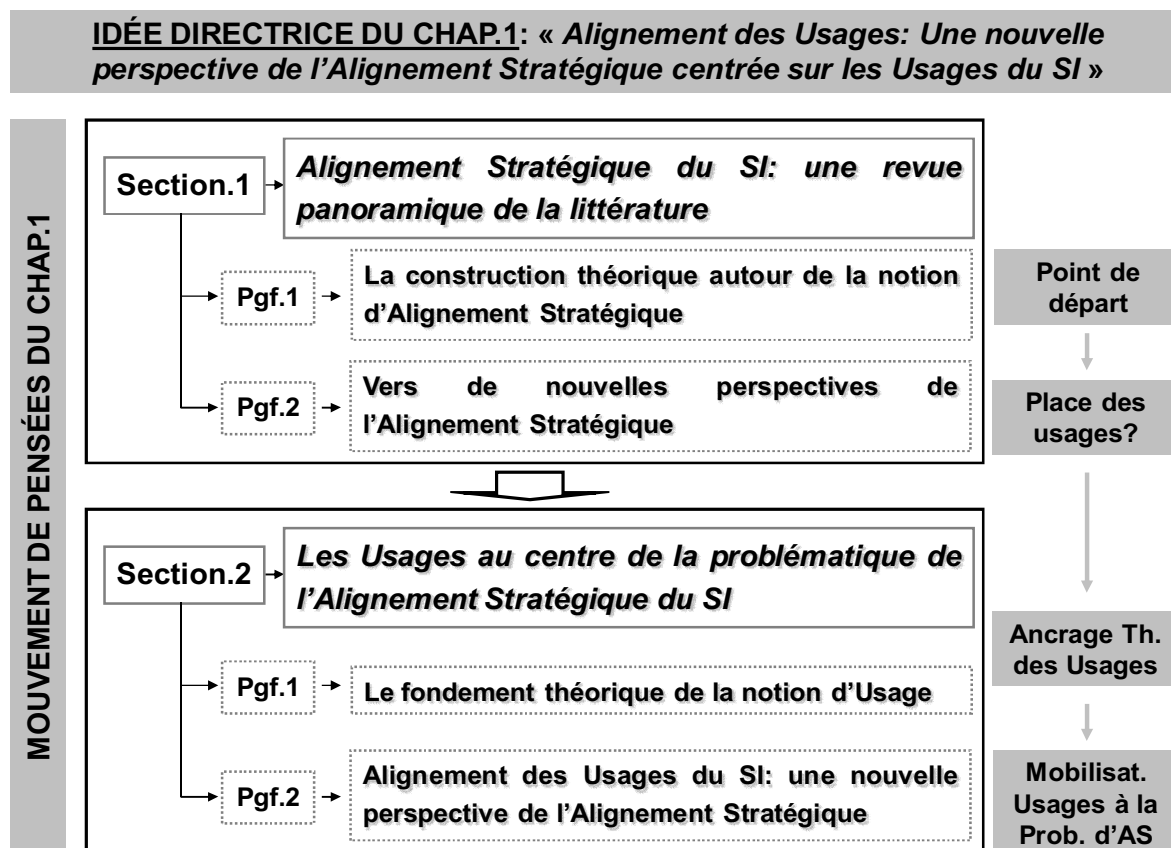 IDÉE DIRECTRICE DU CHAP.1: « Alignement des Usages: Une nouvelle
perspective de l’Alignement Stratégique centrée sur les Usages du SI »
MOUVEMENT DE PENSÉES DU CHAP.1
Section.1
Alignement Stratégique du SI: une revue
panoramique de la littérature
Pgf.1
La construction théorique autour de la notion
d’Alignement Stratégique
Point de
départ
Pgf.2
Vers de nouvelles perspectives de
l’Alignement Stratégique
Place des
usages?
Section.2
Les Usages au centre de la problématique de
l’Alignement Stratégique du SI
Pgf.1
Le fondement théorique de la notion d’Usage
Ancrage Th.
des Usages
Pgf.2
Alignement des Usages du SI: une nouvelle
perspective de l’Alignement Stratégique
Mobilisat.
Usages à la
Prob. d’AS